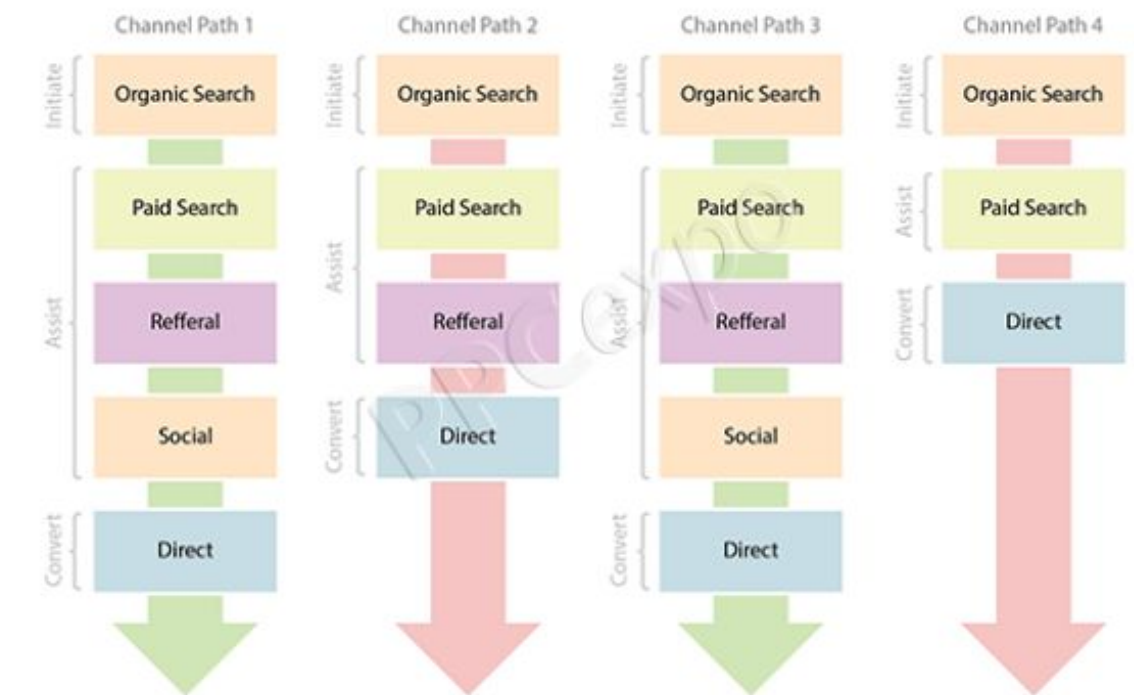 Channel Path 1
Channel Path 2
Channel Path 3
Channel Path 4
Initiate
Organic Search
Initiate
Organic Search
Initiate
Organic Search
Initiate
Organic Search
Assist
Paid Search
Assist
Paid Search
Assist
Paid Search
Assist
Paid Search
Refferal
Refferal
Refferal
Convert
Direct
Social
Convert
Direct
Social
Convert
Direct
Convert
Direct
PPCexpo